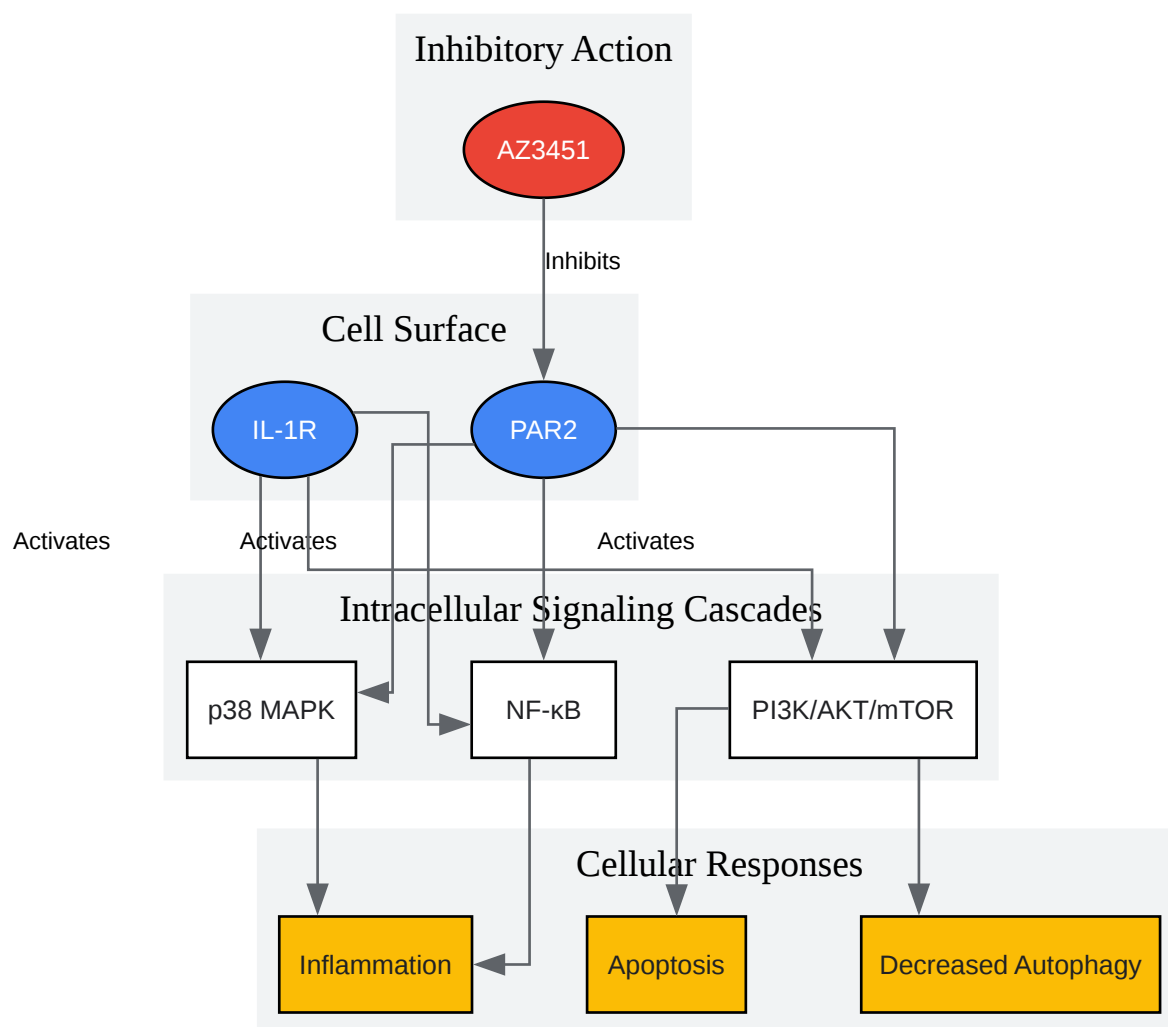 Inhibitory Action
AZ3451
Inhibits
Cell Surface
IL-1R
PAR2
Activates
Activates
Activates
Intracellular Signaling Cascades
p38 MAPK
NF-κB
PI3K/AKT/mTOR
Cellular Responses
Inflammation
Apoptosis
Decreased Autophagy